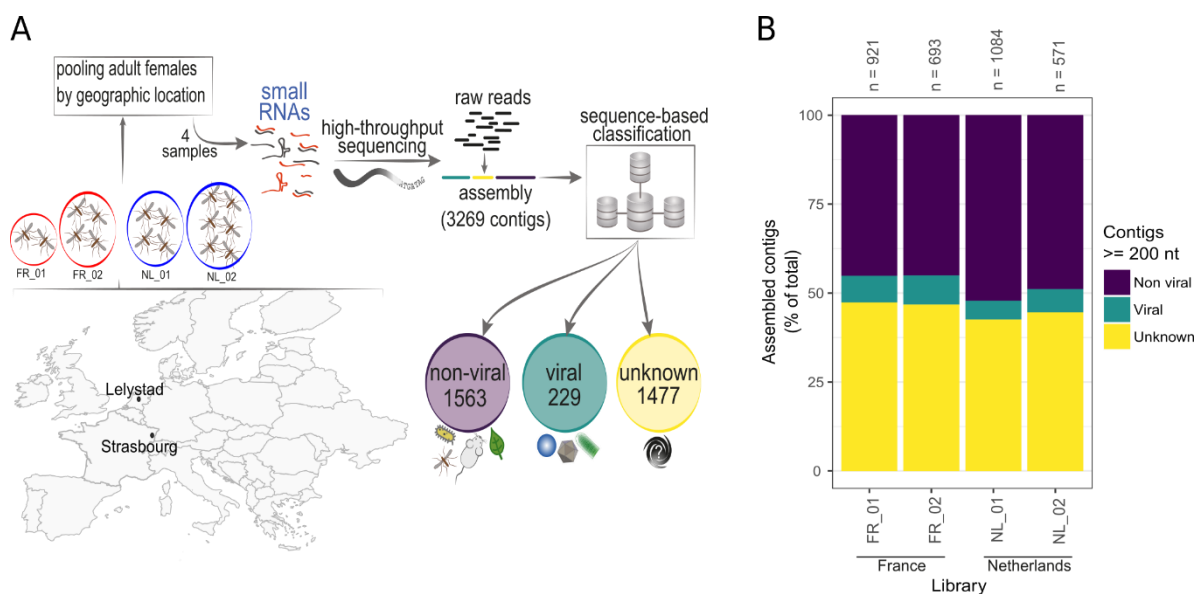 A
pooling adult females
by geographic location
4
samples
small
RNAs
high-throughput
sequencing
raw reads
assembly
(3269 contigs)
sequence-based
classification
FR_01
FR_02
NL_01
NL_02
Lelystad
Strasbourg
non-viral
1563
viral
229
unknown
1477
?
B
n = 921
n = 693
n = 1084
n = 571
Assembled contigs
(% of total)
100
75
50
25
0
FR_01
FR_02
NL_01
NL_02
France
Netherlands
Library
Contigs
>= 200 nt
Non viral
Viral
Unknown